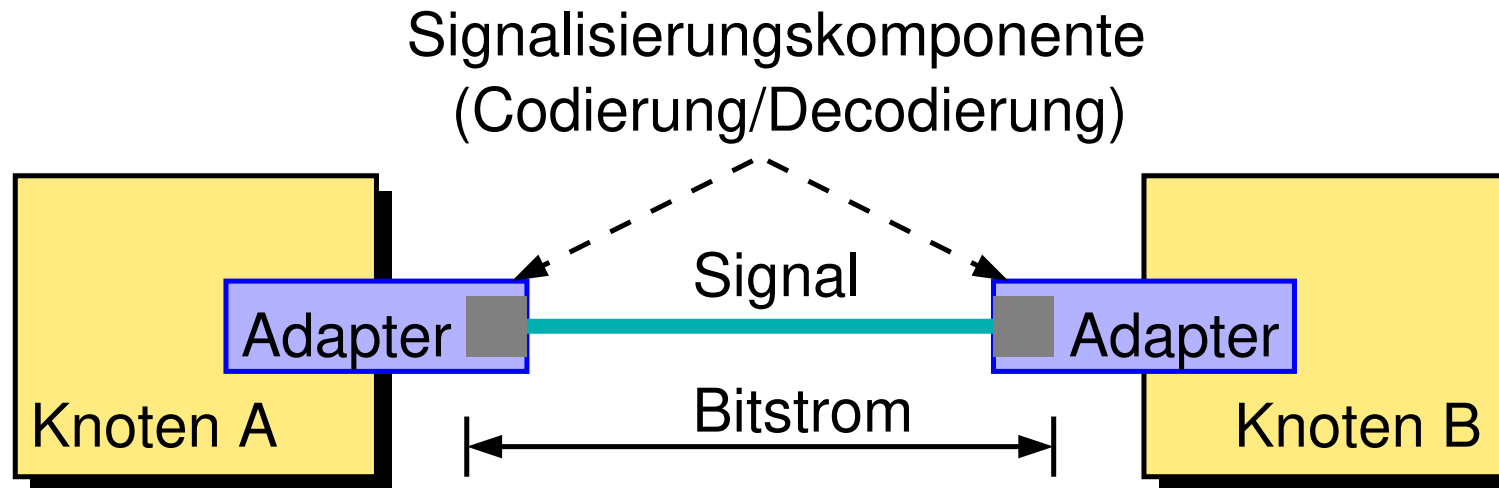 Signalisierungskomponente
(Codierung/Decodierung)
Signal
Adapter
Adapter
Bitstrom
Knoten A
Knoten B